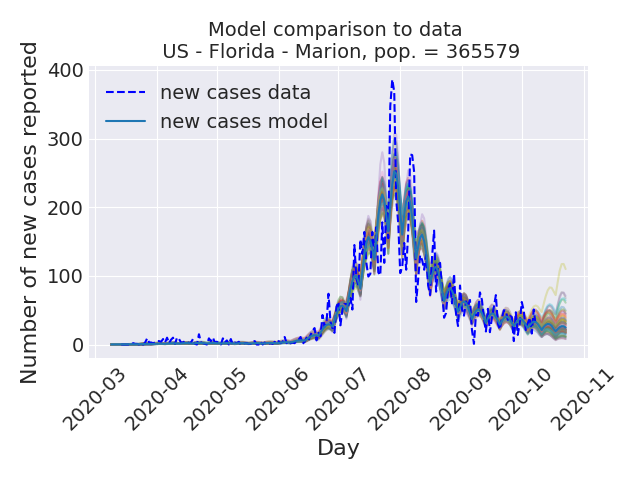 Model comparison to data
US - Florida - Marion, pop. = 365579
Number of new cases reported
400
300
200
100
0
new cases data
new cases model
2020-03
2020-04
2020-05
2020-06
2020-07
2020-08
2020-09
2020-10
2020-11
Day